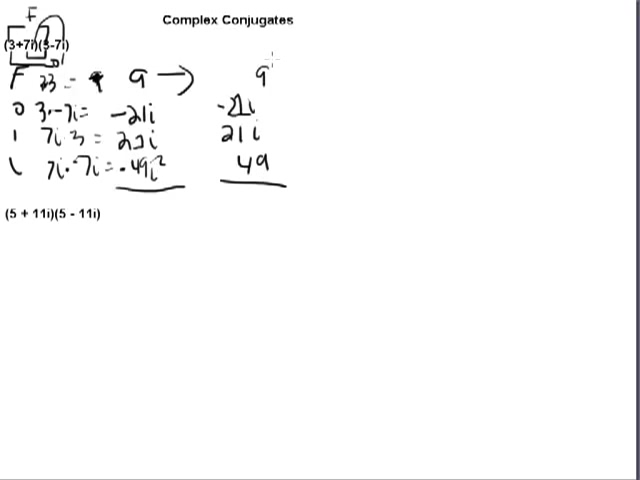 Complex Conjugates
F
(3+7i)(3-7i)
F 3·3 = 9 9 → 9
O 3·-7i = -21i -21i
I 7i·3 = 21i 21i
L 7i·-7i = -49i² 49
(5 + 11i)(5 - 11i)